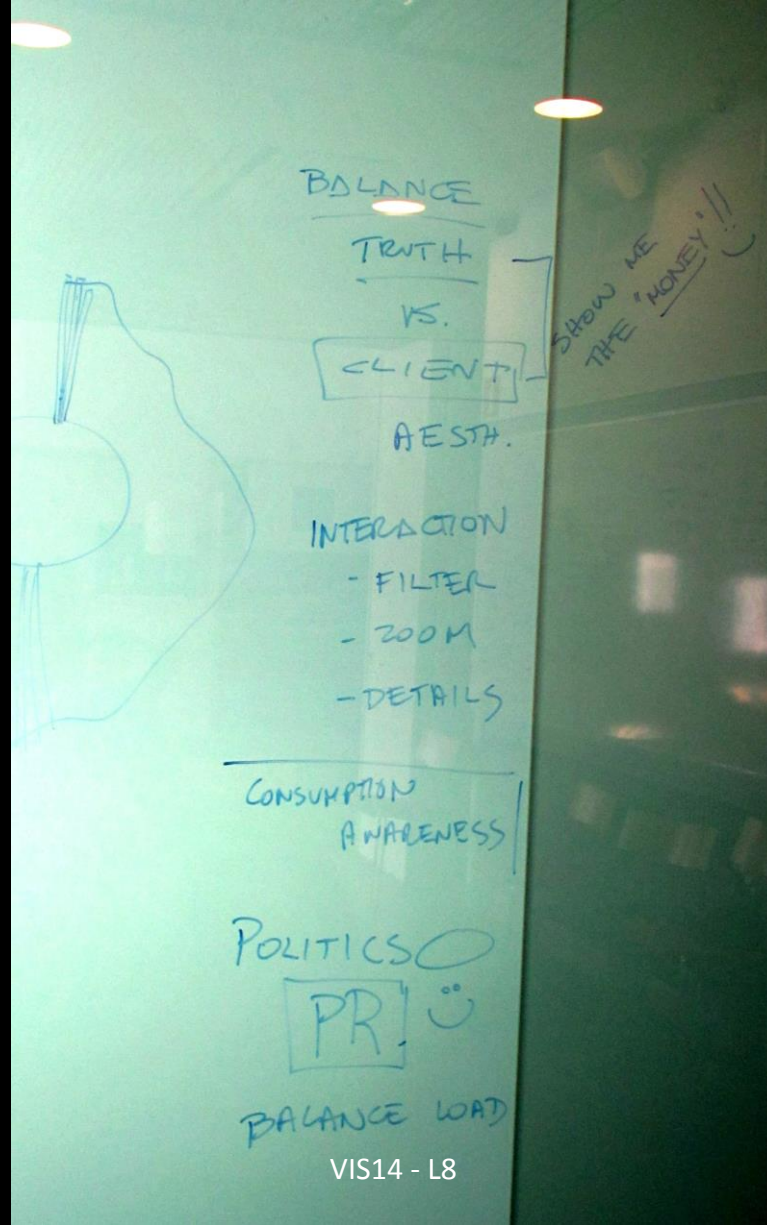 BALANCE
TRUTH
VS.
CLIENT
SHOW ME
THE "MONEY"!!
AESTH.
INTERACTION
- FILTER
- ZOOM
- DETAILS
CONSUMPTION
AWARENESS
POLITICS
PR!
BALANCE LOAD
VIS14 - L8